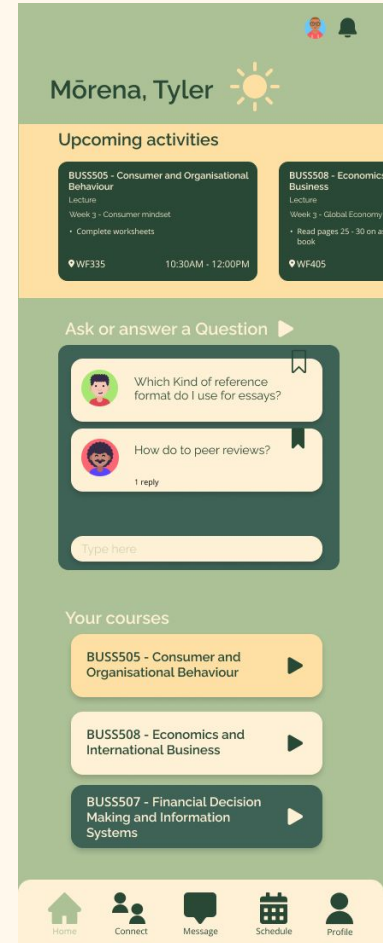 Mōrena, Tyler
Upcoming activities
BUSS505 - Consumer and Organisational
Behaviour
Lecture
Week 3 - Consumer mindset
• Complete worksheets
WF335 10:30AM - 12:00PM
BUSS508 - Economics
Business
Lecture
Week 3 - Global Economy
• Read pages 25 - 30 on
book
WF405
Ask or answer a Question
Which Kind of reference
format do I use for essays?
How do to peer reviews?
1 reply
Type here
Your courses
BUSS505 - Consumer and
Organisational Behaviour
BUSS508 - Economics and
International Business
BUSS507 - Financial Decision
Making and Information
Systems
Home Connect Message Schedule Profile